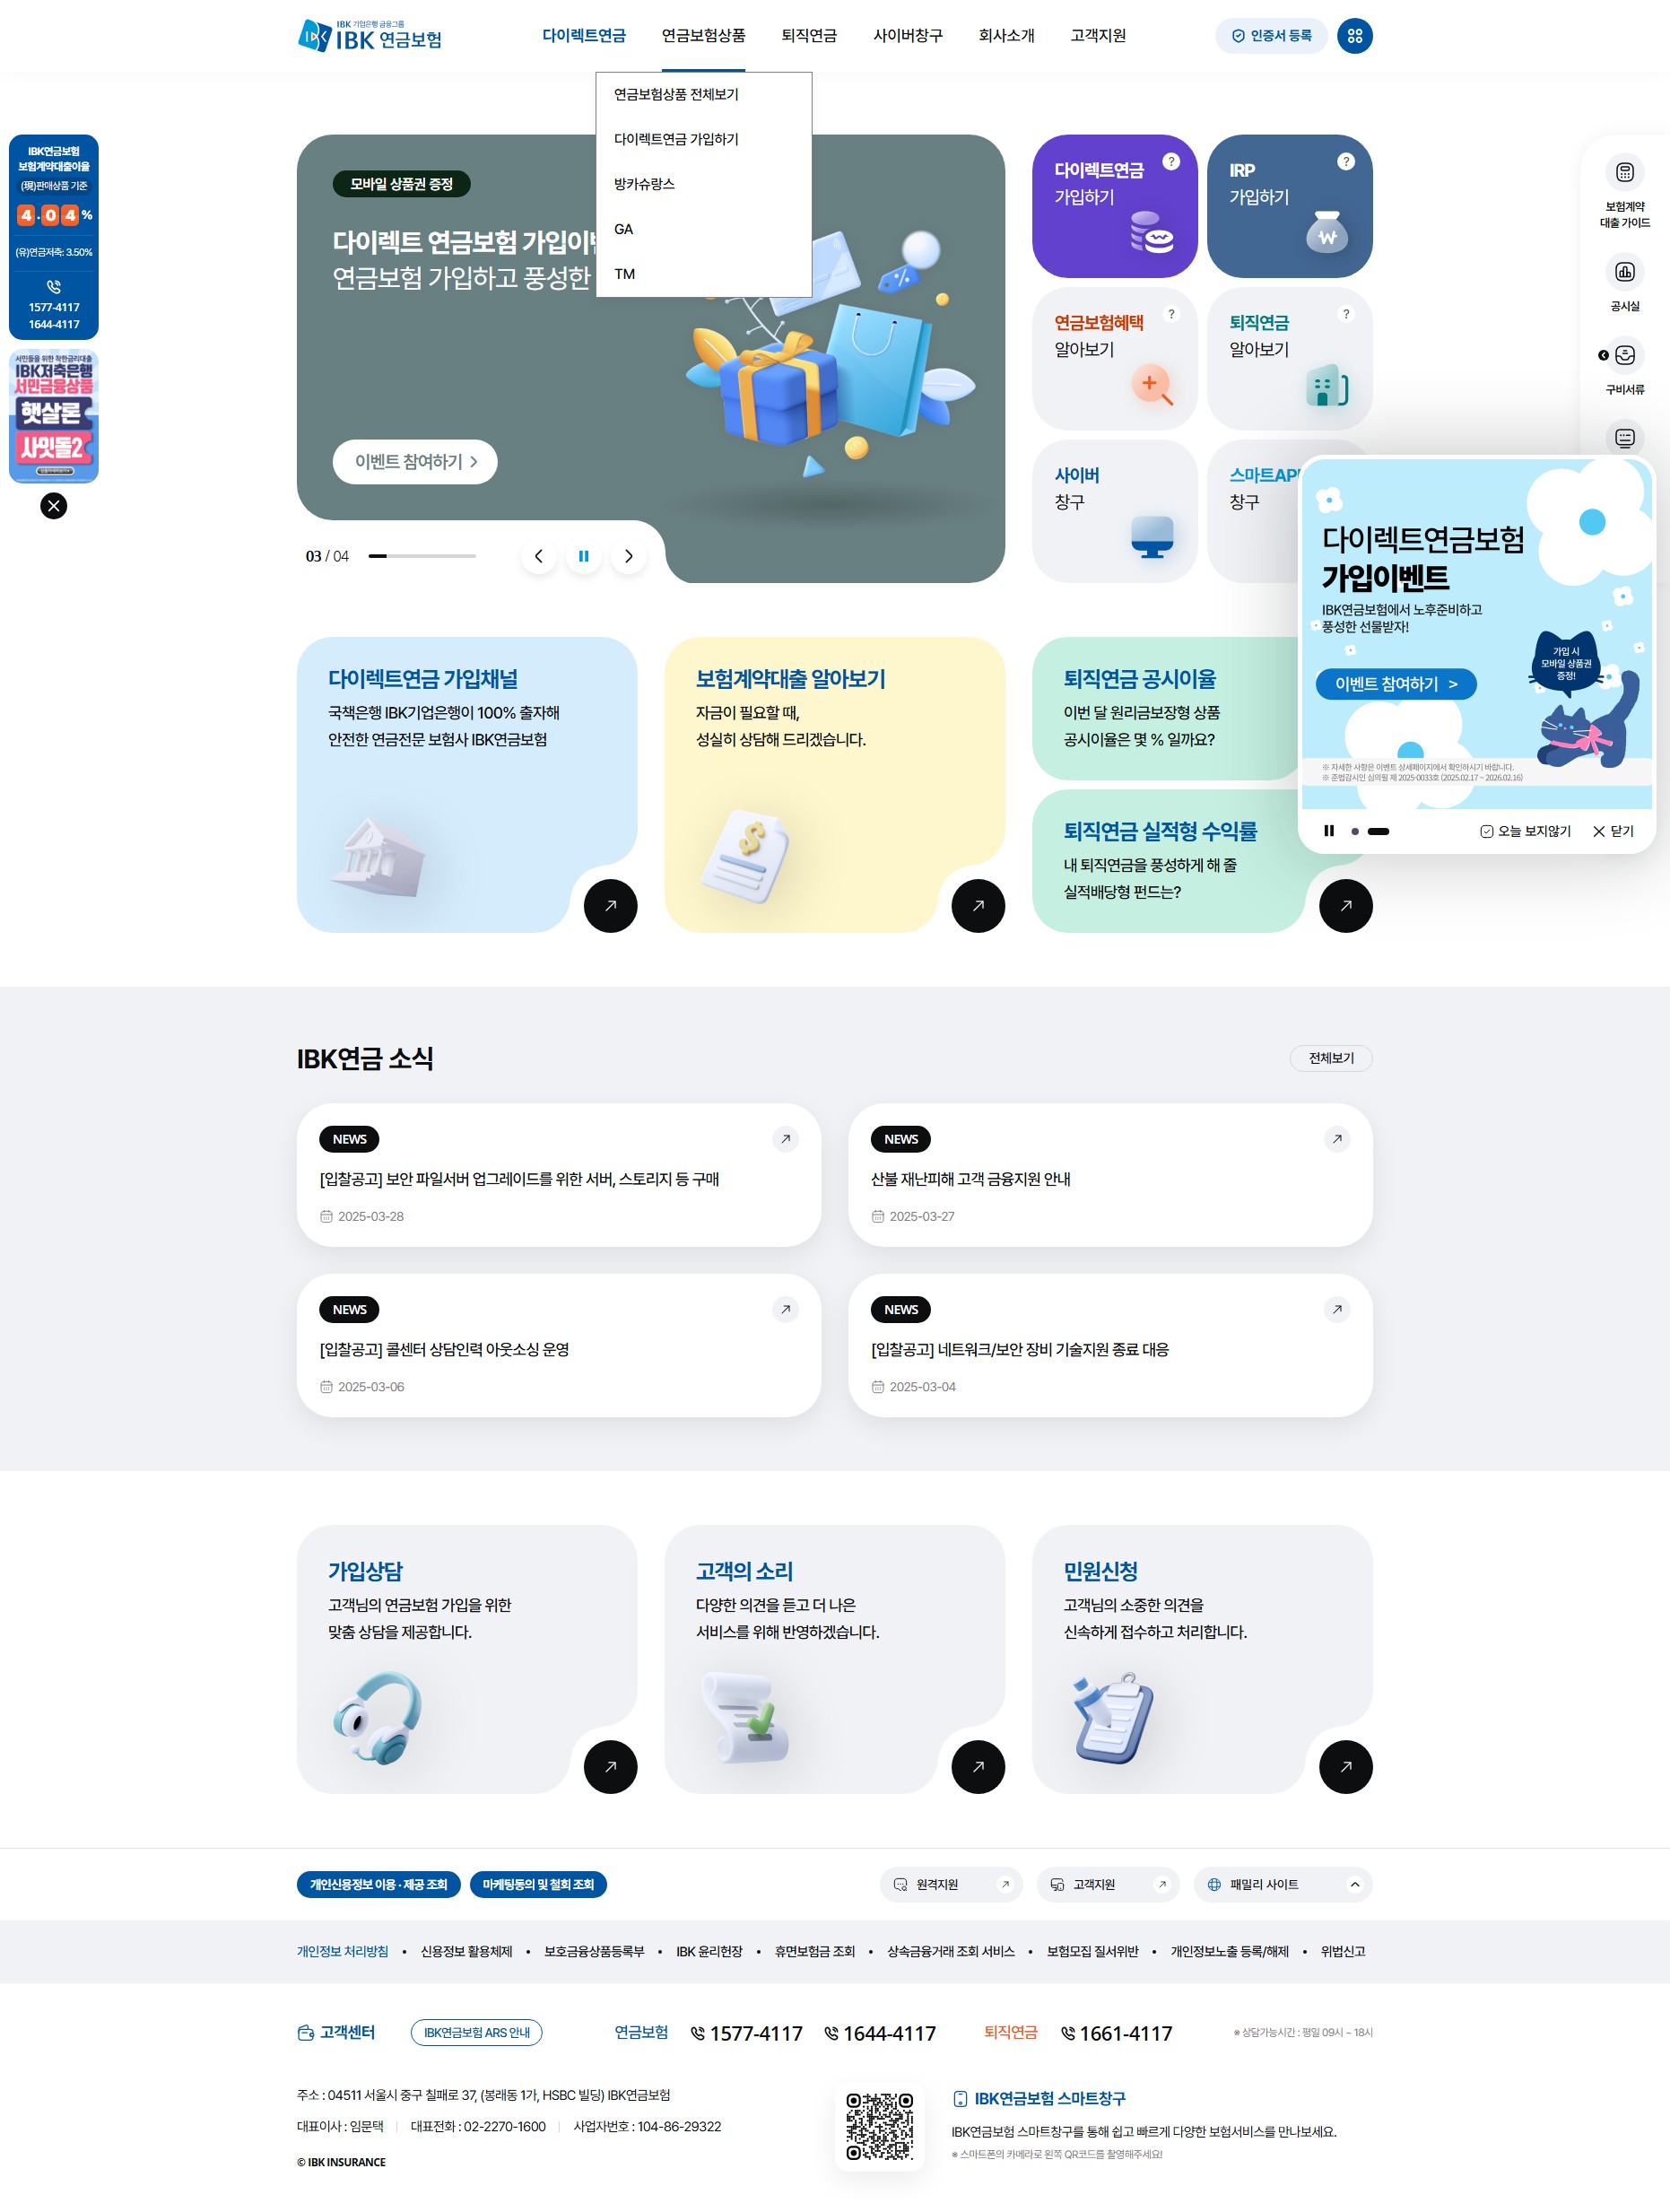 IBK 기업은행 금융그룹
IBK 연금보험
다이렉트연금
연금보험상품
퇴직연금
사이버창구
회사소개
고객지원
인증서 등록
연금보험상품 전체보기
다이렉트연금 가입하기
방카슈랑스
GA
TM
IBK연금보험
보험계약대출이율
(現)판매상품 기준
4.04%
(유)연금저축: 3.50%
1577-4117
1644-4117
서민들을 위한 착한금리대출
IBK저축은행
서민금융상품
햇살론
사잇돌2
모바일 상품권 증정
다이렉트 연금보험 가입이
연금보험 가입하고 풍성한
이벤트 참여하기
03 / 04
다이렉트연금
가입하기
?
IRP
가입하기
?
연금보험혜택
알아보기
?
퇴직연금
알아보기
?
사이버
창구
스마트AP
창구
보험계약
대출 가이드
공시실
구비서류
다이렉트연금보험
가입이벤트
IBK연금보험에서 노후준비하고
풍성한 선물받자!
가입 시
모바일 상품권
증정!
이벤트 참여하기 >
※ 자세한 사항은 이벤트 상세페이지에서 확인하시기 바랍니다.
※ 준법감시인 심의필 제 2025-0033호 (2025.02.17 ~ 2026.02.16)
오늘 보지않기
닫기
다이렉트연금 가입채널
국책은행 IBK기업은행이 100% 출자해
안전한 연금전문 보험사 IBK연금보험
보험계약대출 알아보기
자금이 필요할 때,
성실히 상담해 드리겠습니다.
퇴직연금 공시이율
이번 달 원리금보장형 상품
공시이율은 몇 % 일까요?
퇴직연금 실적형 수익률
내 퇴직연금을 풍성하게 해 줄
실적배당형 펀드는?
IBK연금 소식
전체보기
NEWS
[입찰공고] 보안 파일서버 업그레이드를 위한 서버, 스토리지 등 구매
2025-03-28
NEWS
산불 재난피해 고객 금융지원 안내
2025-03-27
NEWS
[입찰공고] 콜센터 상담인력 아웃소싱 운영
2025-03-06
NEWS
[입찰공고] 네트워크/보안 장비 기술지원 종료 대응
2025-03-04
가입상담
고객님의 연금보험 가입을 위한
맞춤 상담을 제공합니다.
고객의 소리
다양한 의견을 듣고 더 나은
서비스를 위해 반영하겠습니다.
민원신청
고객님의 소중한 의견을
신속하게 접수하고 처리합니다.
개인신용정보 이용 · 제공 조회
마케팅동의 및 철회 조회
원격지원
고객지원
패밀리 사이트
개인정보 처리방침 • 신용정보 활용체제 • 보호금융상품등록부 • IBK 윤리헌장 • 휴면보험금 조회 • 상속금융거래 조회 서비스 • 보험모집 질서위반 • 개인정보노출 등록/해제 • 위법신고
고객센터
IBK연금보험 ARS 안내
연금보험 1577-4117 1644-4117
퇴직연금 1661-4117
※ 상담가능시간 : 평일 09시 ~ 18시
주소 : 04511 서울시 중구 칠패로 37, (봉래동 1가, HSBC 빌딩) IBK연금보험
대표이사 : 임문택 | 대표전화 : 02-2270-1600 | 사업자번호 : 104-86-29322
© IBK INSURANCE
IBK연금보험 스마트창구
IBK연금보험 스마트창구를 통해 쉽고 빠르게 다양한 보험서비스를 만나보세요.
※ 스마트폰의 카메라로 왼쪽 QR코드를 촬영해주세요!